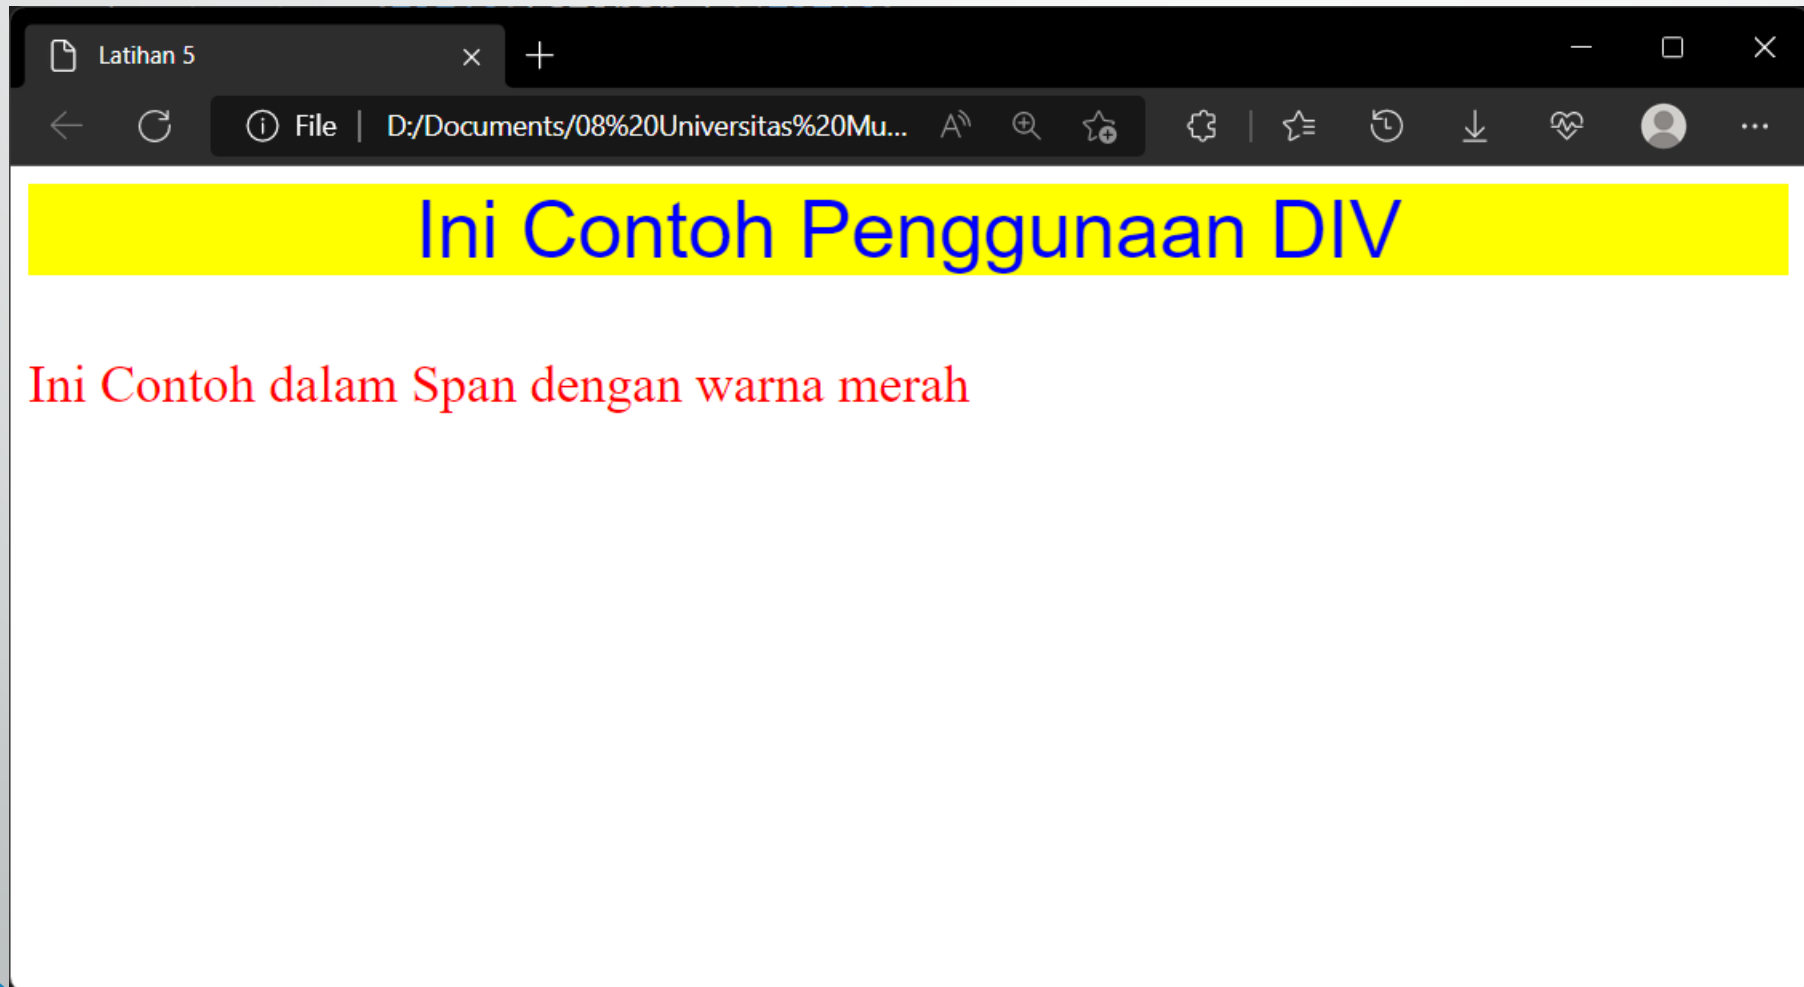 Latihan 5
File
D:/Documents/08%20Universitas%20Mu...
Ini Contoh Penggunaan DIV
Ini Contoh dalam Span dengan warna merah